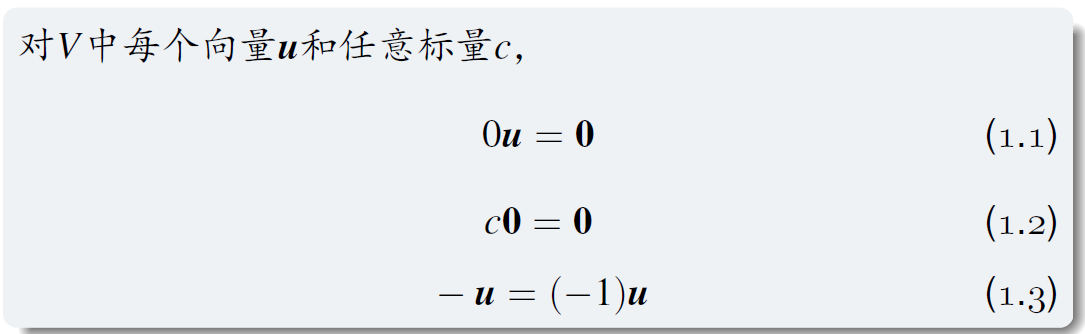 对V中每个向量u和任意标量c,
0u = 0 (1.1)
c0 = 0 (1.2)
− u = (−1)u (1.3)